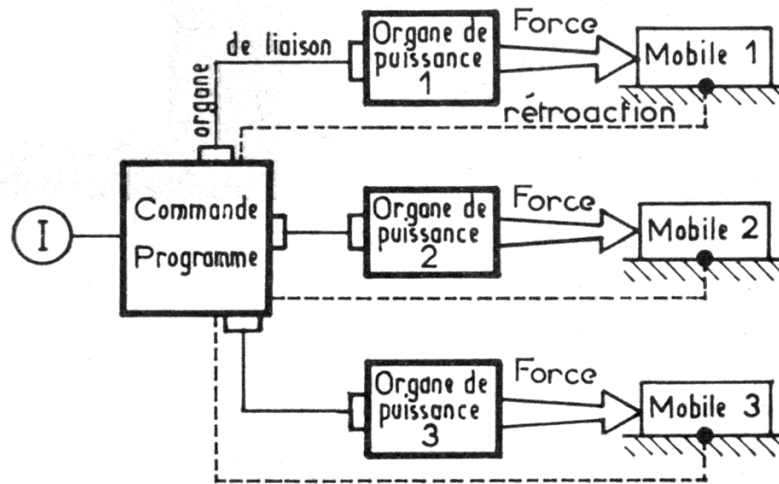 Organe de
puissance
1
Force
Mobile 1
de liaison
organe
rétroaction
I
Commande
Programme
Organe de
puissance
2
Force
Mobile 2
Organe de
puissance
3
Force
Mobile 3